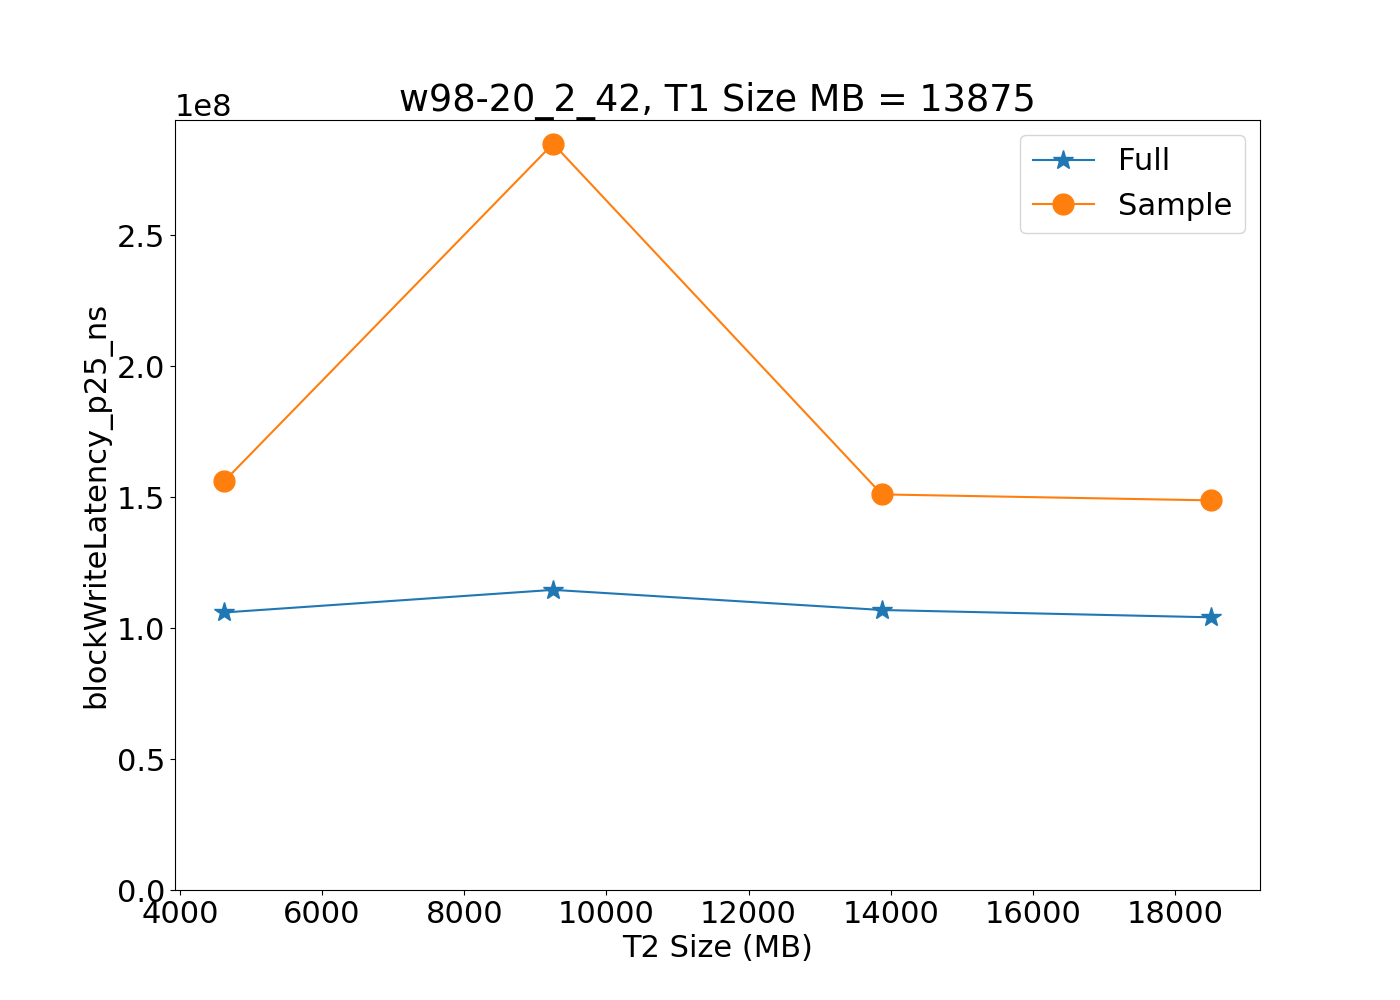 w98-20_2_42, T1 Size MB = 13875
1e8
Full
Sample
2.5
2.0
1.5
1.0
0.5
0.0
blockWriteLatency_p25_ns
4000 6000 8000 10000 12000 14000 16000 18000
T2 Size (MB)